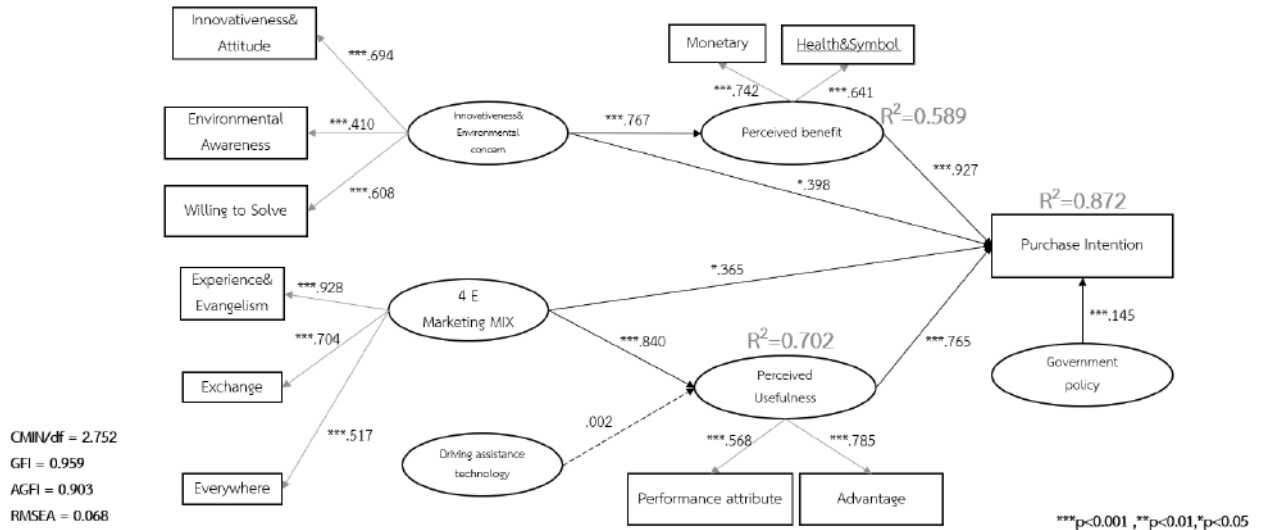 Innovativeness&
Attitude
***.694
Monetary
Health&Symbol
***.742
***.641
Environmental
Awareness
***.410
Innovativeness&
Environmental
concern
***.767
Perceived benefit
R²=0.589
***.608
*.398
***.927
Willing to Solve
R²=0.872
Purchase Intention
Experience&
Evangelism
***.928
4 E
Marketing MIX
*.365
***.704
***.840
R²=0.702
***.765
***.145
Exchange
Perceived
Usefulness
Government
policy
***.517
.002
Driving assistance
technology
***.568
***.785
Everywhere
Performance attribute
Advantage
CMIN/df = 2.752
GFI = 0.959
AGFI = 0.903
RMSEA = 0.068
***p<0.001 ,**p<0.01,*p<0.05